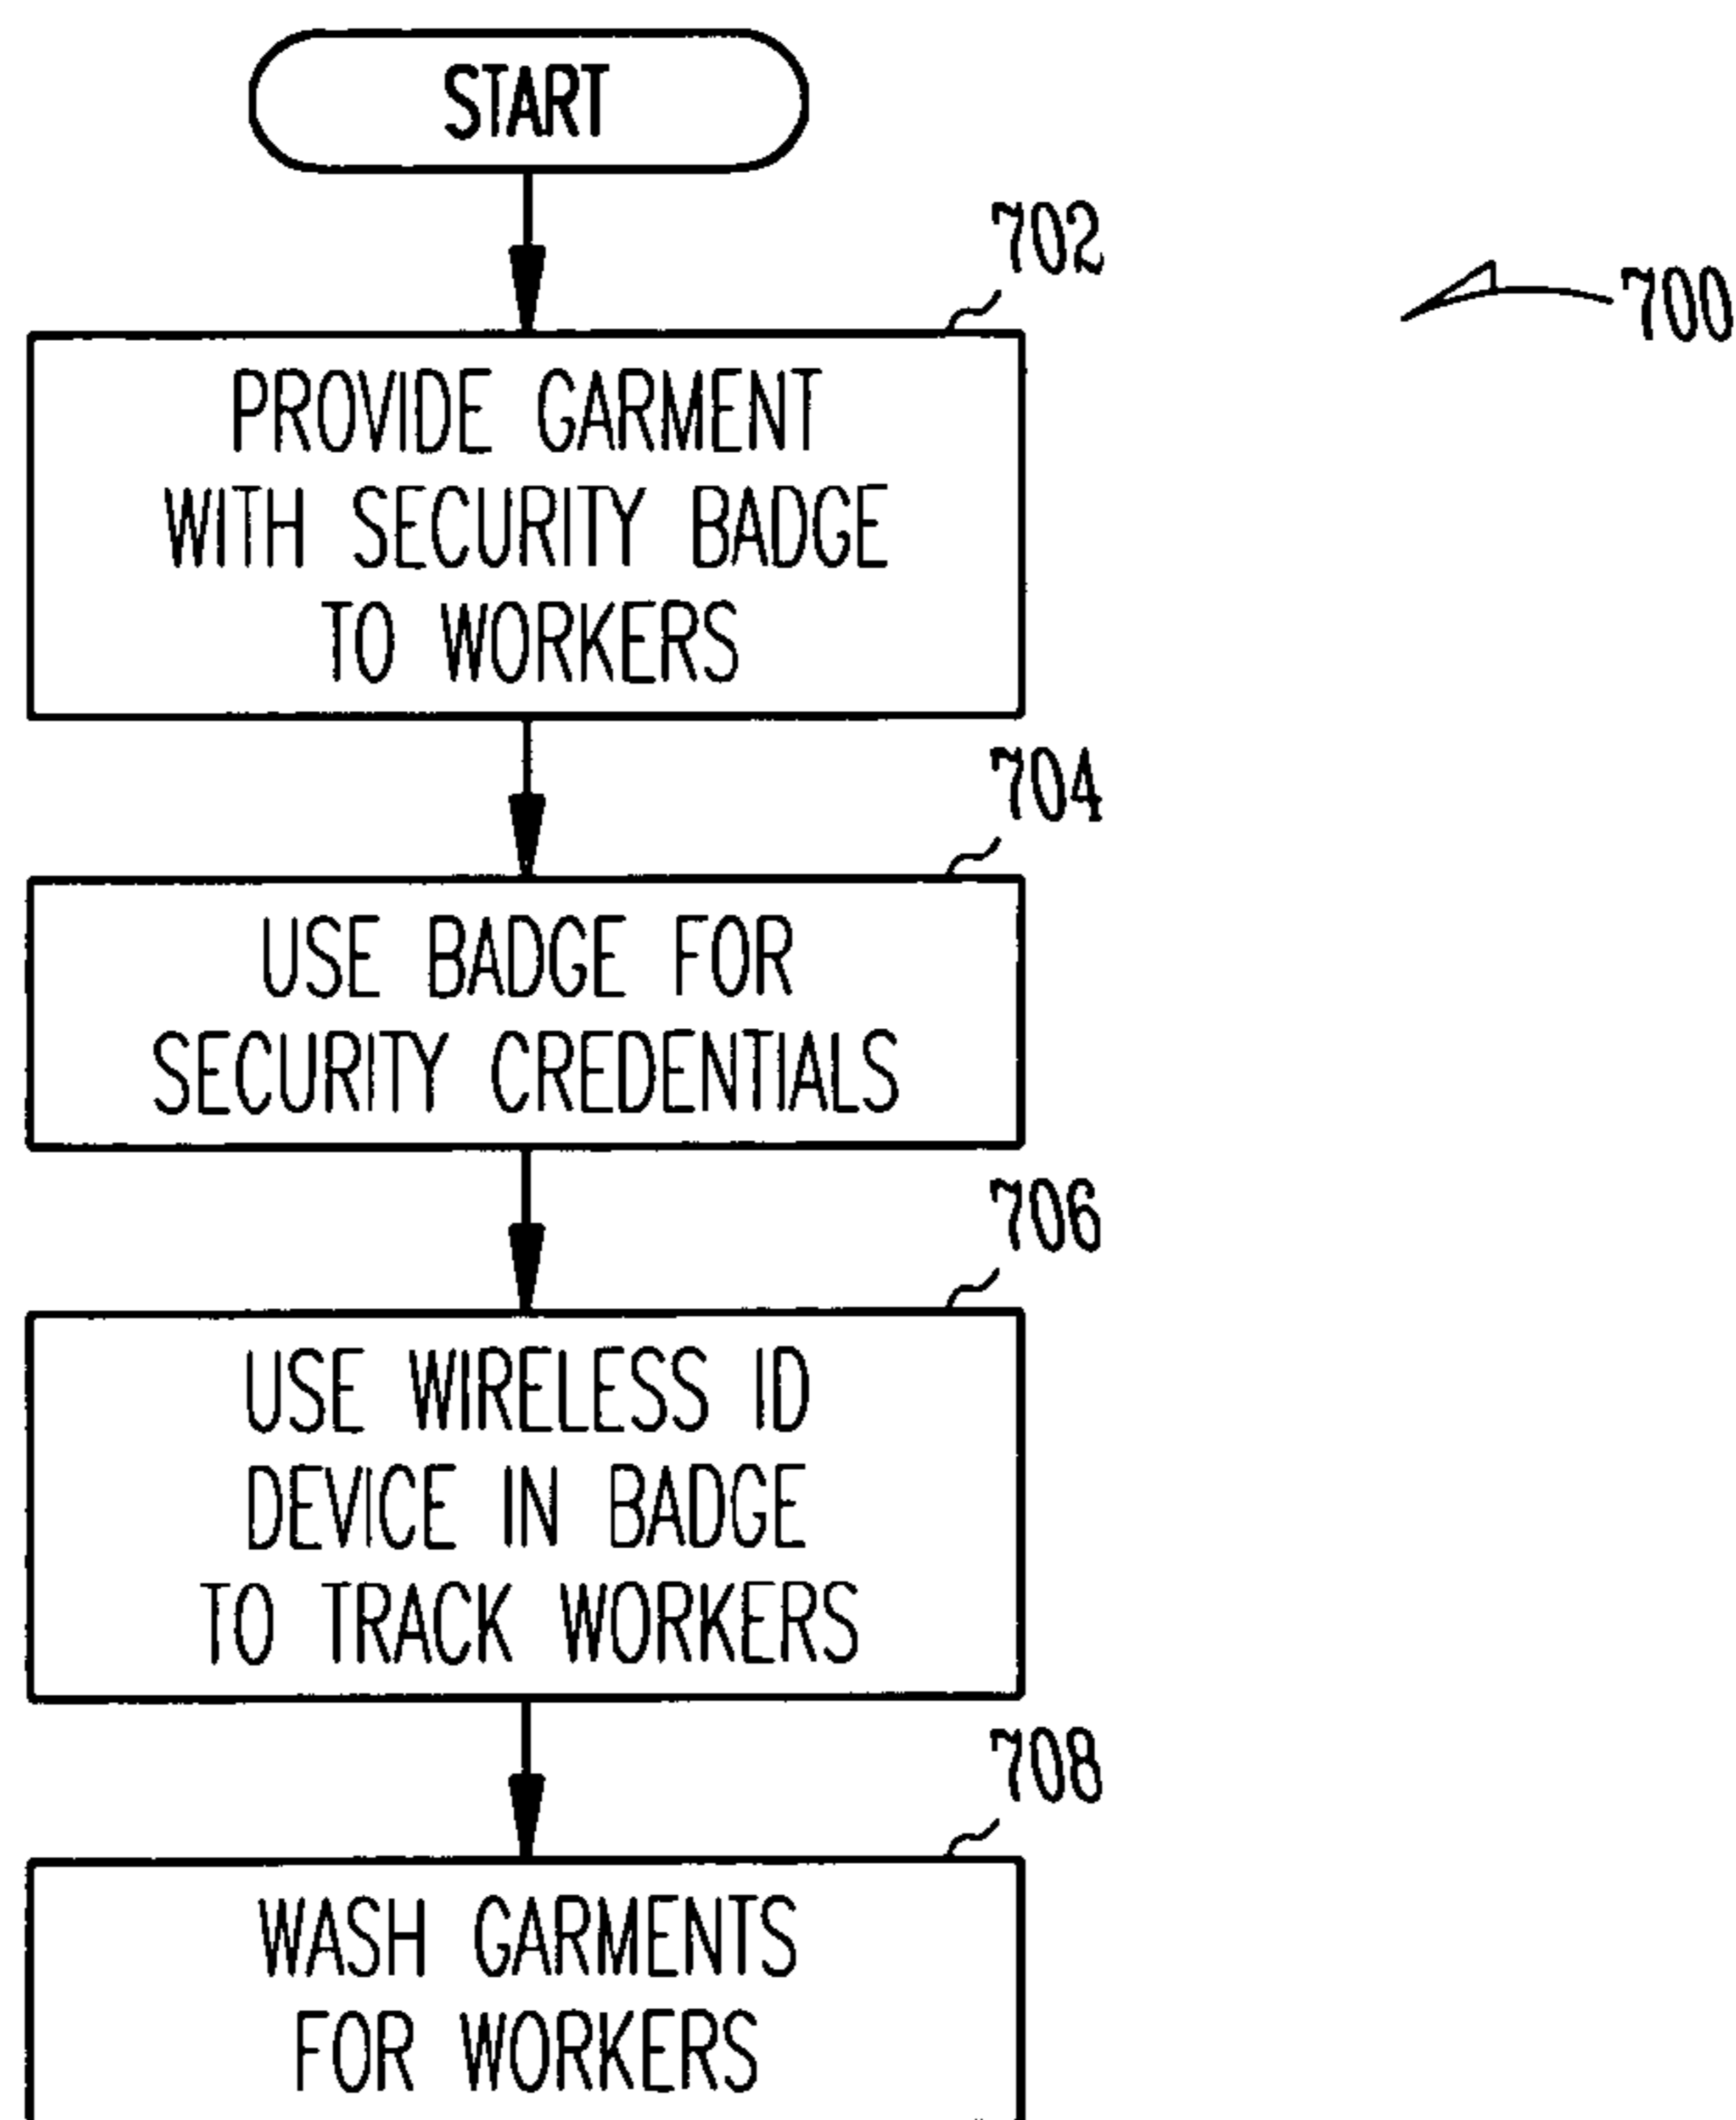 START
702
700
PROVIDE GARMENT
WITH SECURITY BADGE
TO WORKERS
704
USE BADGE FOR
SECURITY CREDENTIALS
706
USE WIRELESS ID
DEVICE IN BADGE
TO TRACK WORKERS
708
WASH GARMENTS
FOR WORKERS